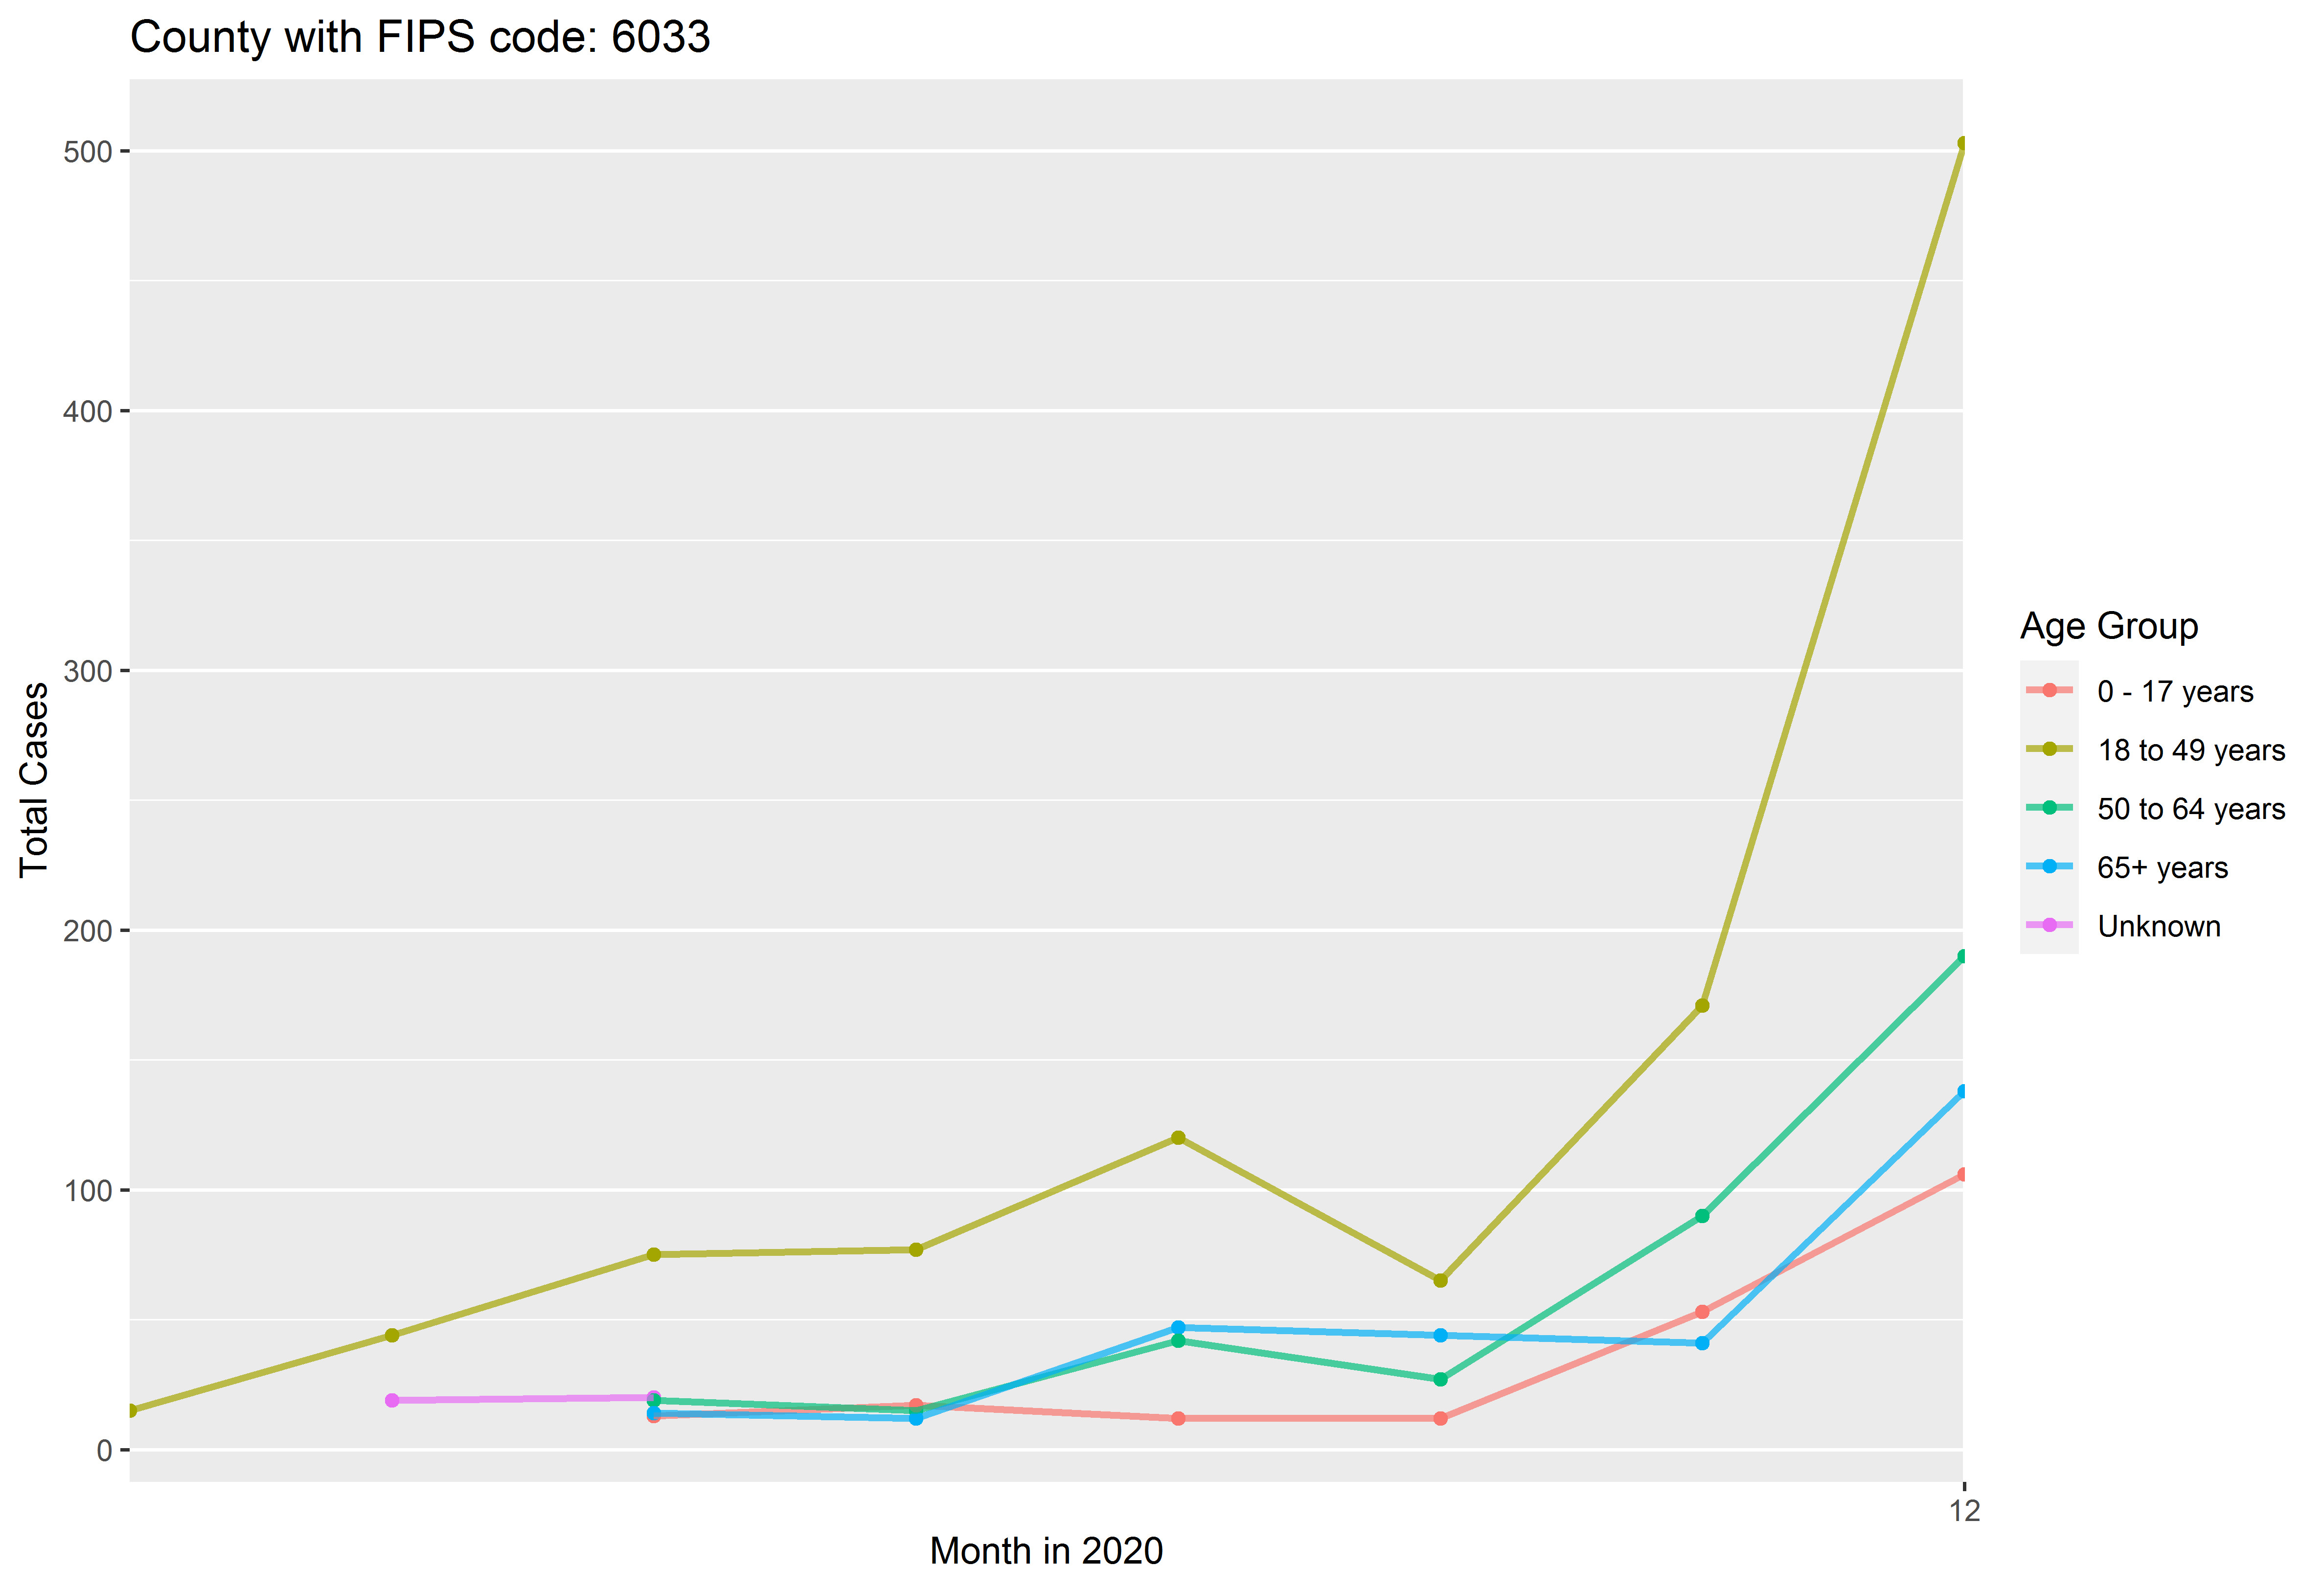 County with FIPS code: 6033
500
400
300
200
100
0
Total Cases
12
Month in 2020
Age Group
0 - 17 years
18 to 49 years
50 to 64 years
65+ years
Unknown